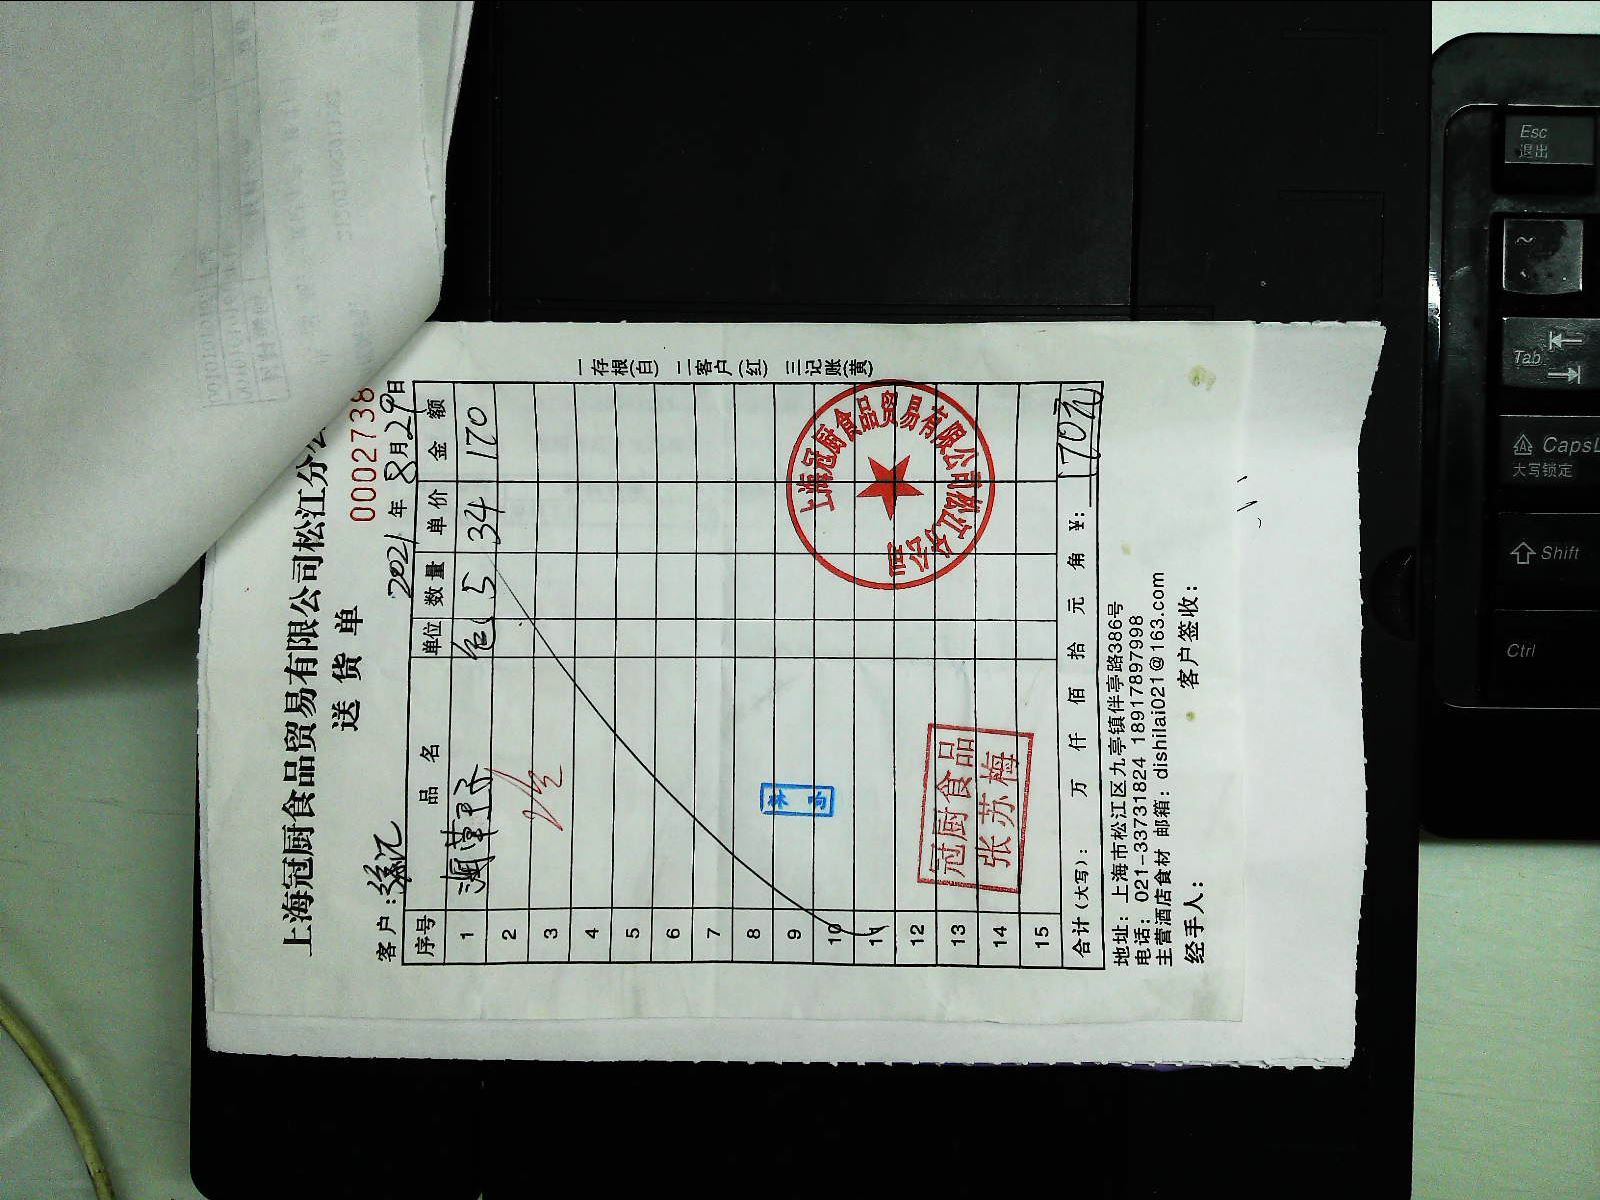 上海冠厨食品贸易有限公司松江分公
送货单
0002738
客户:
2021年8月29日
序号 品名 单位 数量 单价 金额
1 包 5 34 170
2
3
4
5
6
7
8
9
10
11
12
13
14
15
合计(大写): 万 仟 佰 拾 元 角 ¥: 170元
一存根(白) 二客户(红) 三记账(黄)
上海冠厨食品贸易有限公司松江分公司
冠厨食品
张苏梅
地址: 上海市松江区九亭镇伴亭路386号
电话: 021-33731824 18917897998
主营酒店食材 邮箱: dishilai021@163.com
经手人: 客户签收:
Esc
退出
~
Tab
CapsL
大写锁定
Shift
Ctrl